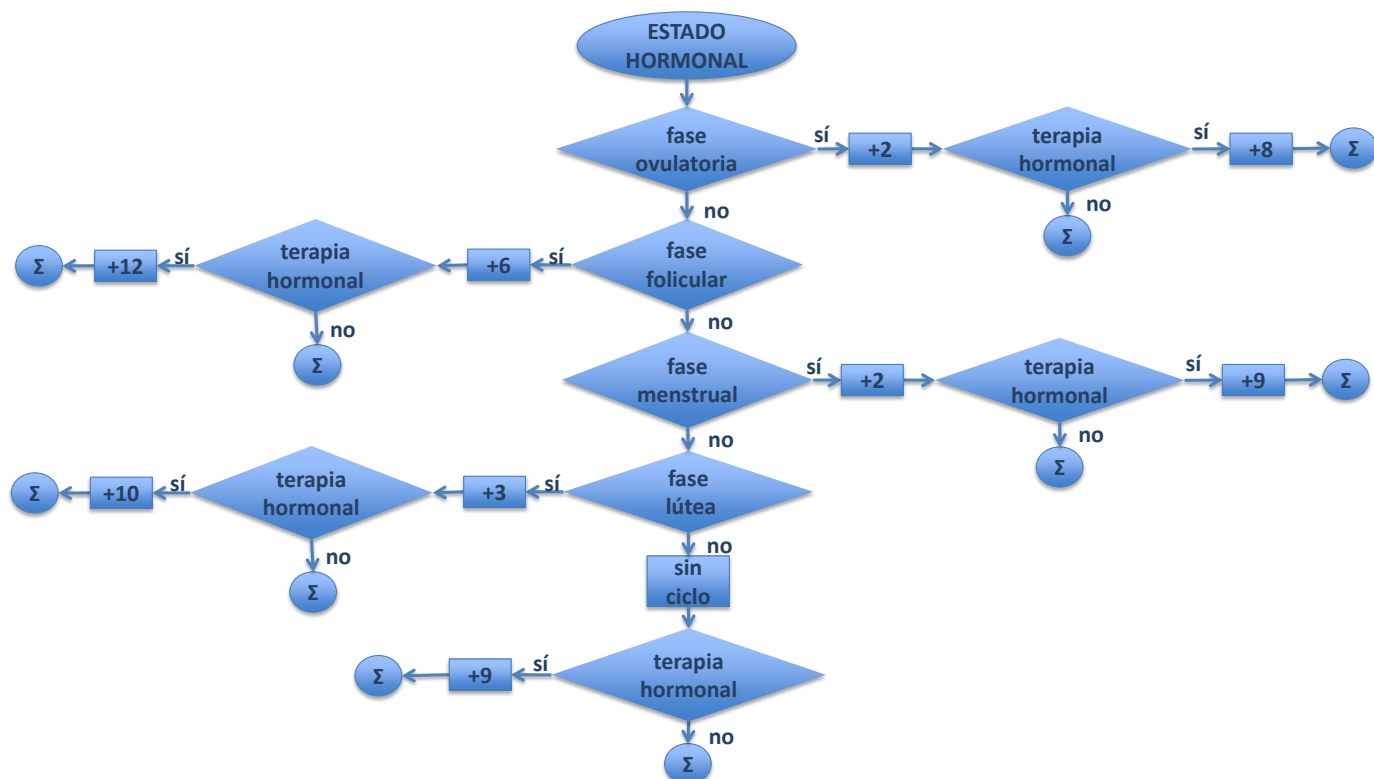 ESTADO
HORMONAL
fase
ovulatoria
sí
+2
terapia
hormonal
sí
+8
Σ
no
Σ
no
fase
folicular
sí
+6
terapia
hormonal
sí
+12
Σ
no
Σ
no
fase
menstrual
sí
+2
terapia
hormonal
sí
+9
Σ
no
Σ
no
fase
lútea
sí
+3
terapia
hormonal
sí
+10
Σ
no
Σ
no
sin
ciclo
terapia
hormonal
sí
+9
Σ
no
Σ